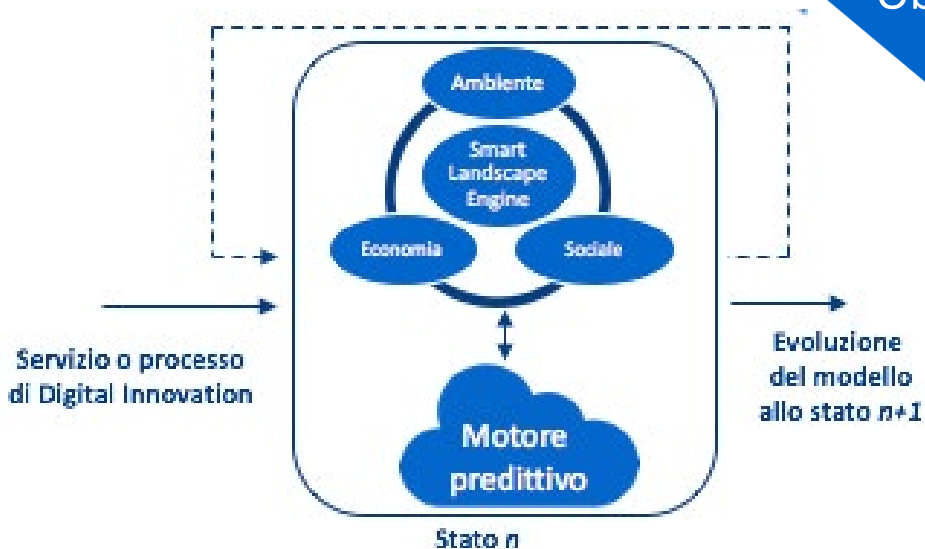 Ambiente
Smart
Landscape
Engine
Economia
Sociale
Servizio o processo
di Digital Innovation
Evoluzione
del modello
allo stato n+1
Motore
predittivo
Stato n